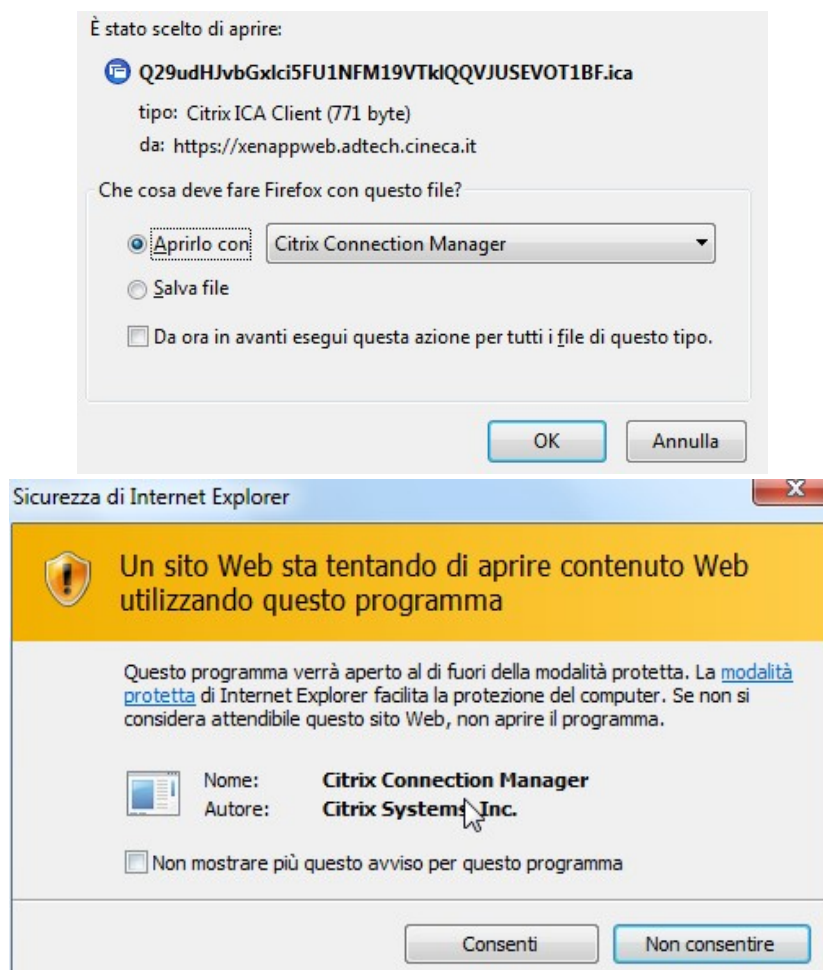 È stato scelto di aprire:
Q29udHJvbGxlci5FU1NFM19VTklQQVJUSEVOT1BF.ica
tipo: Citrix ICA Client (771 byte)
da: https://xenappweb.adtech.cineca.it
Che cosa deve fare Firefox con questo file?
Aprirlo con Citrix Connection Manager
Salva file
Da ora in avanti esegui questa azione per tutti i file di questo tipo.
OK Annulla
Sicurezza di Internet Explorer
Un sito Web sta tentando di aprire contenuto Web
utilizzando questo programma
Questo programma verrà aperto al di fuori della modalità protetta. La modalità
protetta di Internet Explorer facilita la protezione del computer. Se non si
considera attendibile questo sito Web, non aprire il programma.
Nome: Citrix Connection Manager
Autore: Citrix Systems, Inc.
Non mostrare più questo avviso per questo programma
Consenti Non consentire